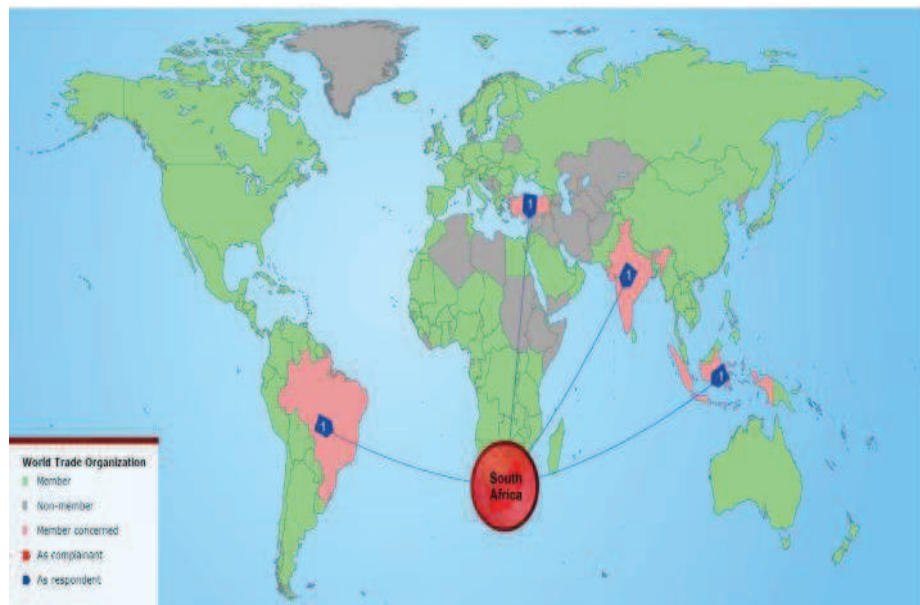 1
1
1
1
South
Africa
World Trade Organization
Member
Non-member
Member concerned
As complainant
As respondent